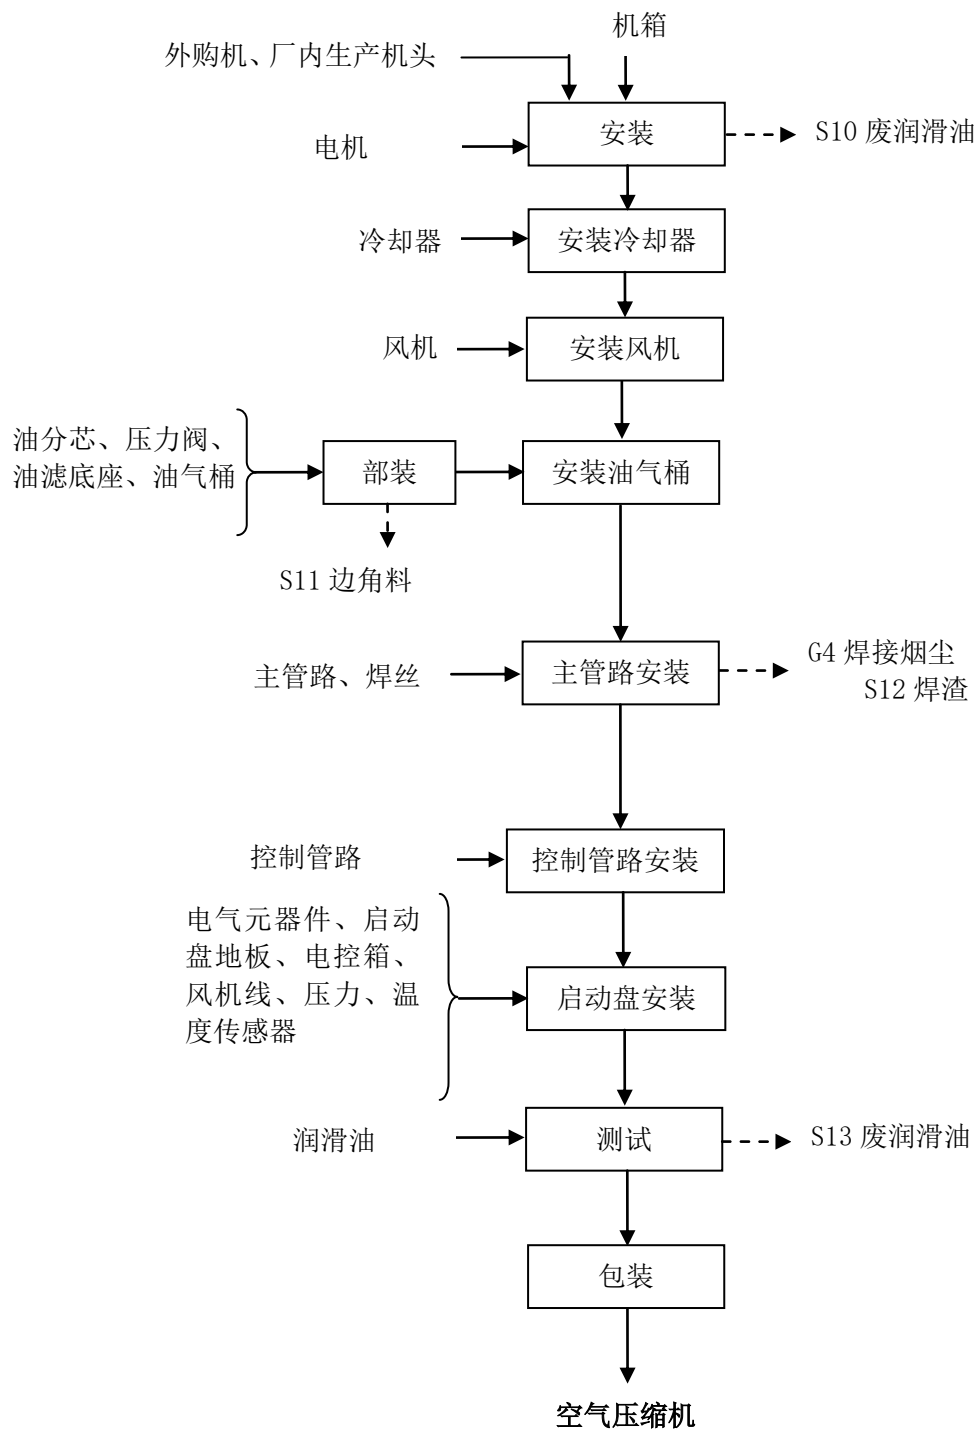 机箱
外购机、厂内生产机头
安装
S10 废润滑油
电机
冷却器
安装冷却器
风机
安装风机
油分芯、压力阀、
油滤底座、油气桶
部装
安装油气桶
S11 边角料
主管路、焊丝
主管路安装
G4 焊接烟尘
S12 焊渣
控制管路
控制管路安装
电气元器件、启动
盘地板、电控箱、
风机线、压力、温
度传感器
启动盘安装
润滑油
测试
S13 废润滑油
包装
空气压缩机